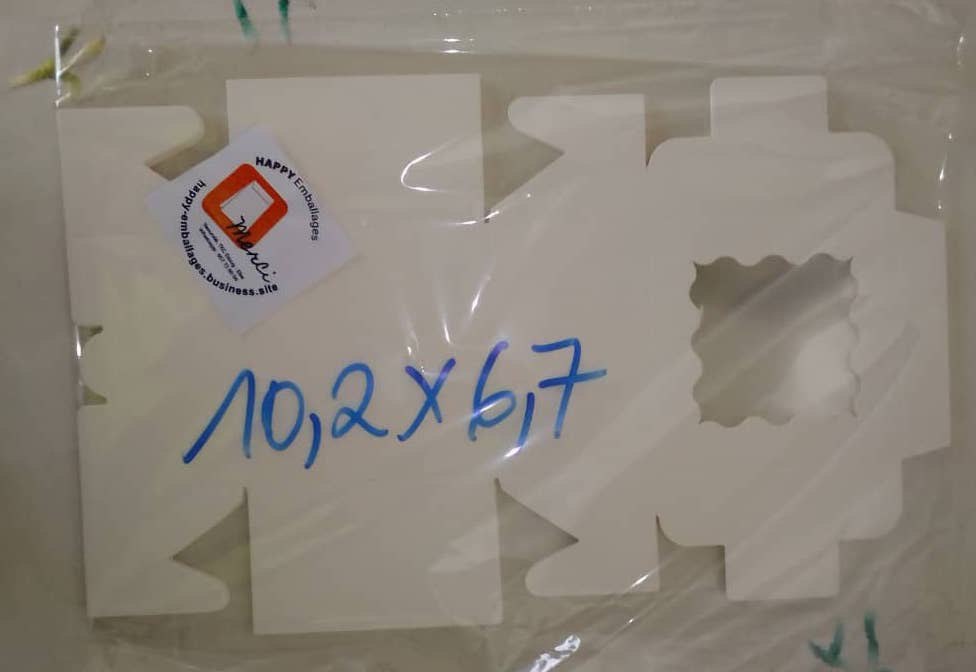 HAPPY Emballages
Merci
happy-emballages.business.site
10,2 X 6,7